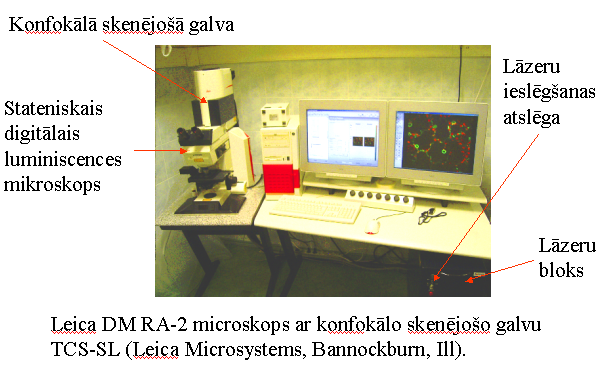 Konfokālā skenējošā galva
Stateniskais
digitālais
luminiscences
mikroskops
Lāzeru
ieslēgšanas
atslēga
Lāzeru
bloks
Leica DM RA-2 microskops ar konfokālo skenējošo galvu
TCS-SL (Leica Microsystems, Bannockburn, Ill).